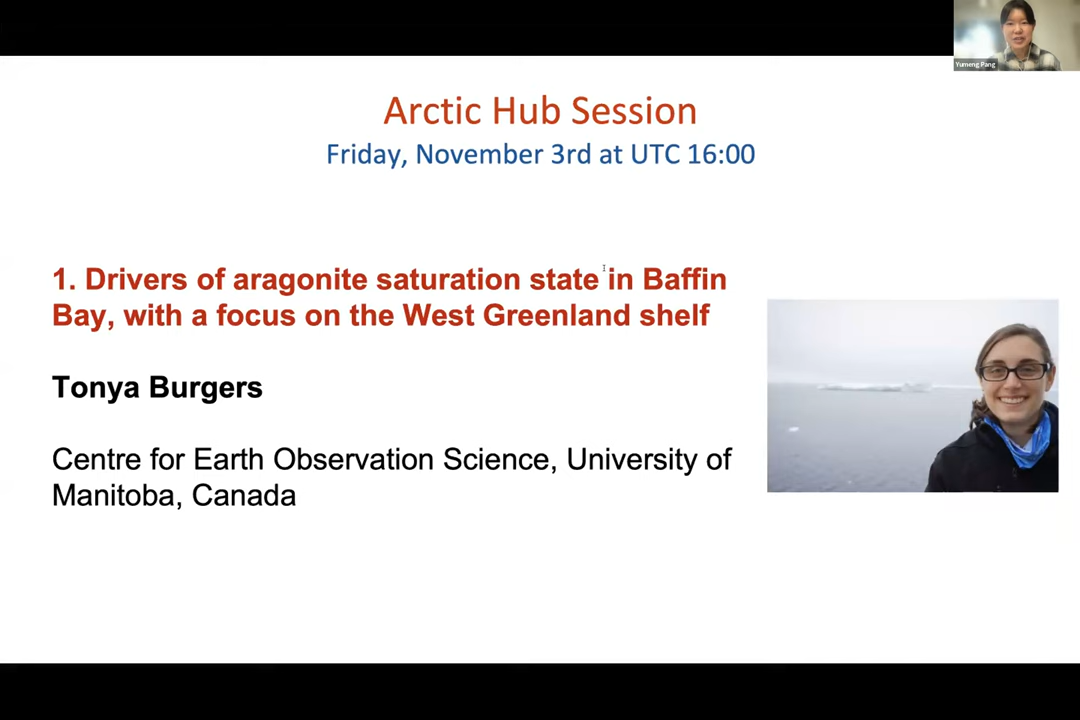 Yumeng Pang
Arctic Hub Session
Friday, November 3rd at UTC 16:00
1. Drivers of aragonite saturation state in Baffin
Bay, with a focus on the West Greenland shelf
Tonya Burgers
Centre for Earth Observation Science, University of
Manitoba, Canada